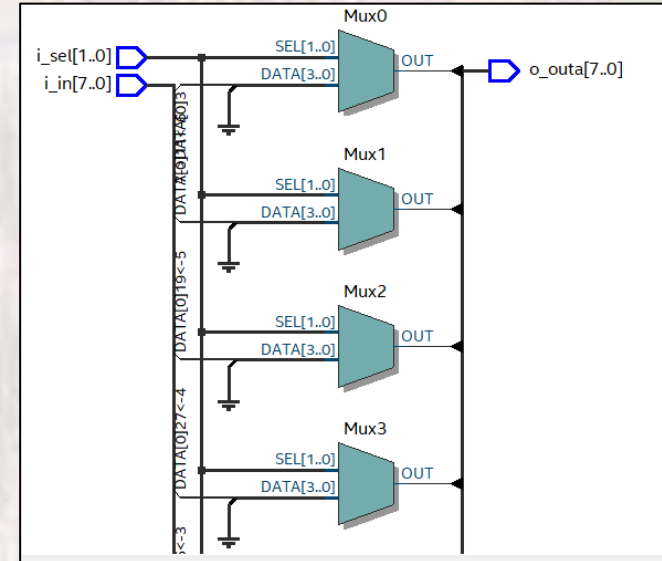 Mux0
i_sel[1..0]
SEL[1..0]
OUT
o_outa[7..0]
i_in[7..0]
DATA[3..0]
Mux1
SEL[1..0]
OUT
DATA[3..0]
DATA[0]19<-5
Mux2
SEL[1..0]
OUT
DATA[3..0]
DATA[0]27<-4
Mux3
SEL[1..0]
OUT
DATA[3..0]
<-3